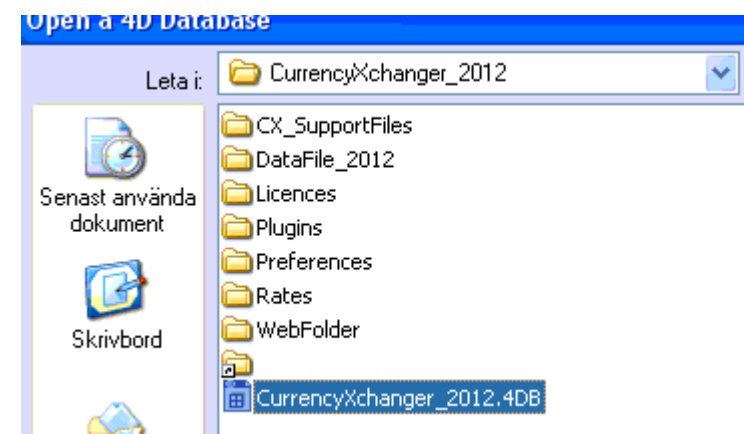 Open a 4D Database
Leta i:
CurrencyXchanger_2012
Senast använda
dokument
Skrivbord
CX_SupportFiles
DataFile_2012
Licences
Plugins
Preferences
Rates
WebFolder
CurrencyXchanger_2012.4DB